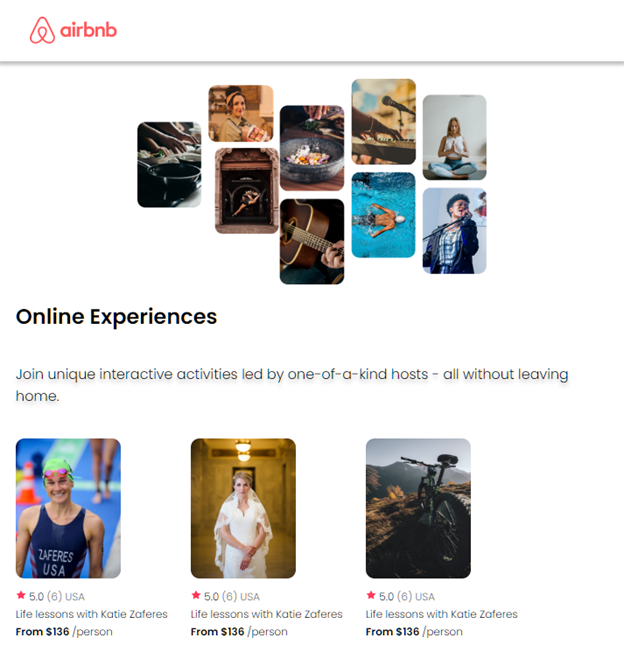 airbnb
Online Experiences
Join unique interactive activities led by one-of-a-kind hosts - all without leaving
home.
ZAFERES
USA
5.0 (6) USA
Life lessons with Katie Zaferes
From $136 /person
5.0 (6) USA
Life lessons with Katie Zaferes
From $136 /person
5.0 (6) USA
Life lessons with Katie Zaferes
From $136 /person